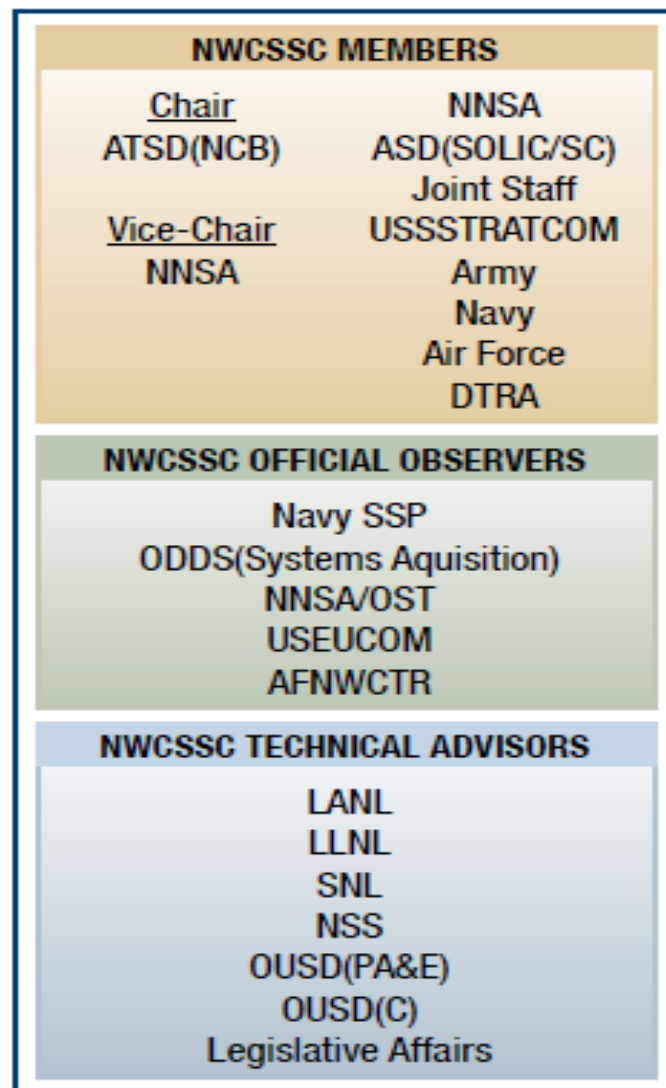 NWCSSC MEMBERS
Chair
ATSD(NCB)
Vice-Chair
NNSA
NNSA
ASD(SOLIC/SC)
Joint Staff
USSSTRATCOM
Army
Navy
Air Force
DTRA
NWCSSC OFFICIAL OBSERVERS
Navy SSP
ODDS(Systems Aquisition)
NNSA/OST
USEUCOM
AFNWCTR
NWCSSC TECHNICAL ADVISORS
LANL
LLNL
SNL
NSS
OUSD(PA&E)
OUSD(C)
Legislative Affairs